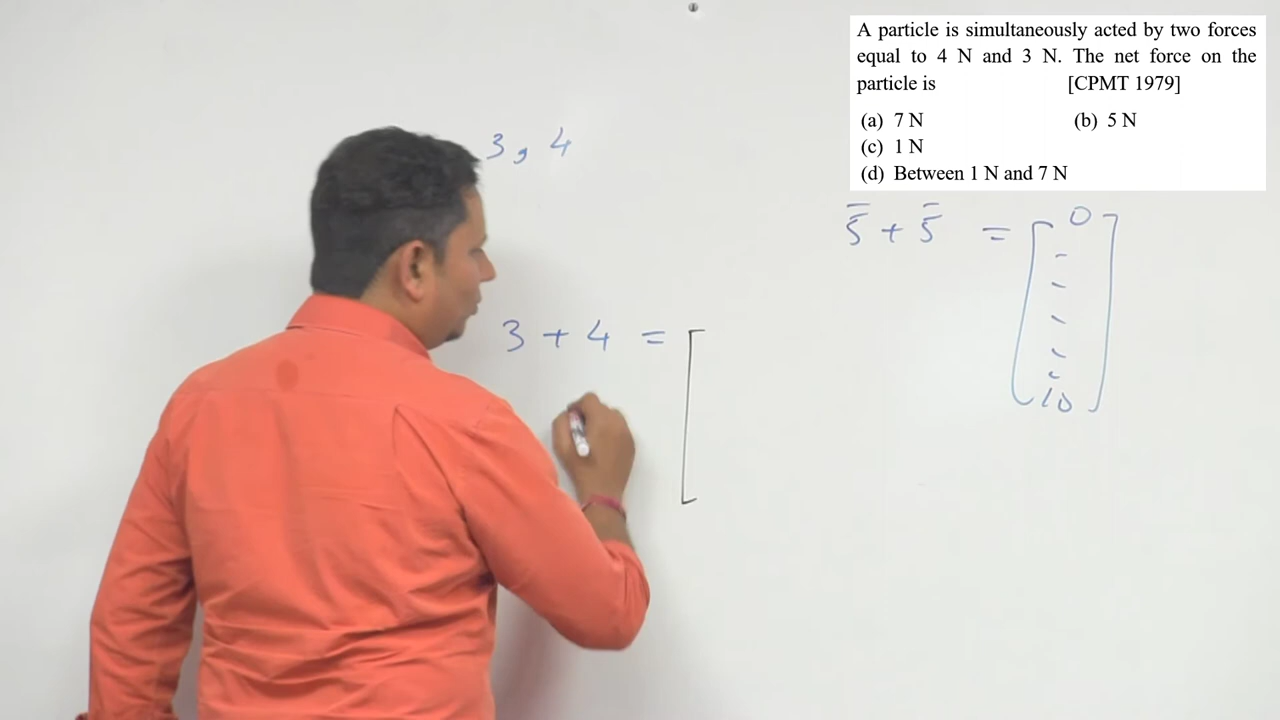 A particle is simultaneously acted by two forces
equal to 4 N and 3 N. The net force on the
particle is [CPMT 1979]
(a) 7 N (b) 5 N
(c) 1 N
(d) Between 1 N and 7 N
3, 4
5̅ + 5̅ = [ 0
-
-
-
-
-
10 ]
3 + 4 = [